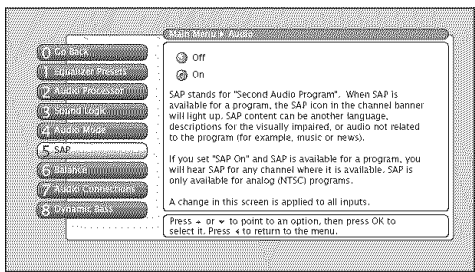 Main Menu ▸ Audio
0 Go Back
1 Equalizer Presets
2 Audio Processor
3 Sound Logic
4 Audio Mode
5 SAP
6 Balance
7 Audio Connections
8 Dynamic Bass
Off
On
SAP stands for "Second Audio Program". When SAP is
available for a program, the SAP icon in the channel banner
will light up. SAP content can be another language,
descriptions for the visually impaired, or audio not related
to the program (for example, music or news).
If you set "SAP On" and SAP is available for a program, you
will hear SAP for any channel where it is available. SAP is
only available for analog (NTSC) programs.
A change in this screen is applied to all inputs.
Press ▴ or ▾ to point to an option, then press OK to
select it. Press ◂ to return to the menu.